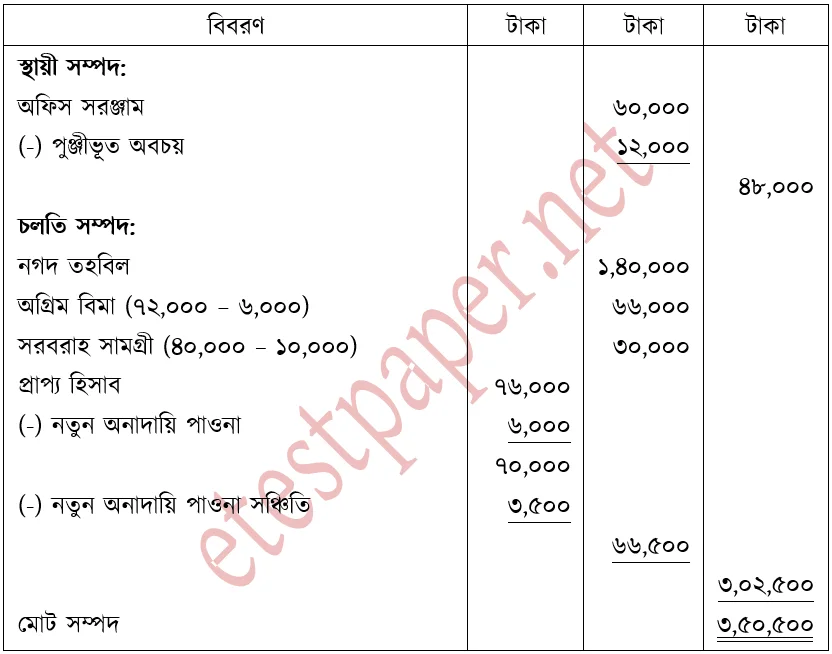 বিবরণ টাকা টাকা টাকা
স্থায়ী সম্পদ:
অফিস সরঞ্জাম ৬০,০০০
(-) পুঞ্জীভূত অবচয় ১২,০০০
৪৮,০০০
চলতি সম্পদ:
নগদ তহবিল ১,৪০,০০০
অগ্রিম বিমা (৭২,০০০ – ৬,০০০) ৬৬,০০০
সরবরাহ সামগ্রী (৪০,০০০ – ১০,০০০) ৩০,০০০
প্রাপ্য হিসাব ৭৬,০০০
(-) নতুন অনাদায়ি পাওনা ৬,০০০
৭০,০০০
(-) নতুন অনাদায়ি পাওনা সঞ্চিতি ৩,৫০০
৬৬,৫০০
৩,০২,৫০০
মোট সম্পদ ৩,৫০,৫০০
etestpaper.net